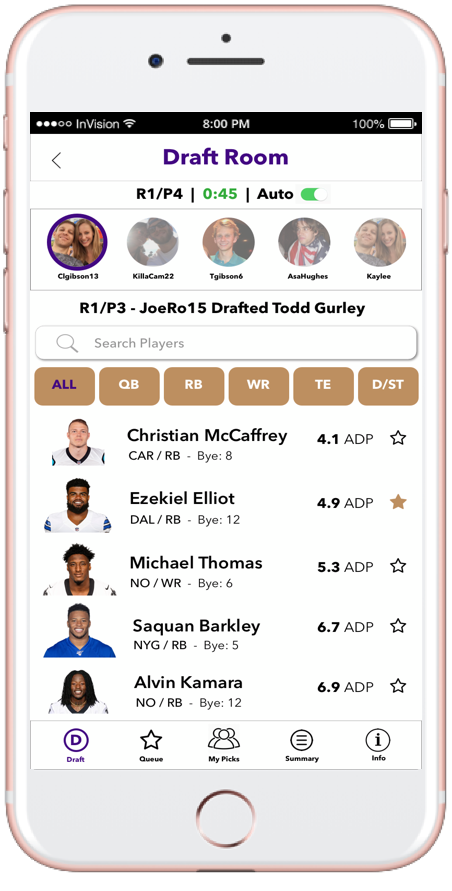 InVision 8:00 PM 100%
Draft Room
R1/P4 | 0:45 | Auto
Clgibson13 KillaCam22 Tgibson6 AsaHughes Kaylee
R1/P3 - JoeRo15 Drafted Todd Gurley
Search Players
ALL QB RB WR TE D/ST
Christian McCaffrey 4.1 ADP
CAR / RB - Bye: 8
Ezekiel Elliot 4.9 ADP
DAL / RB - Bye: 12
Michael Thomas 5.3 ADP
NO / WR - Bye: 6
Saquan Barkley 6.7 ADP
NYG / RB - Bye: 5
Alvin Kamara 6.9 ADP
NO / RB - Bye: 12
D i
Draft Queue My Picks Summary Info